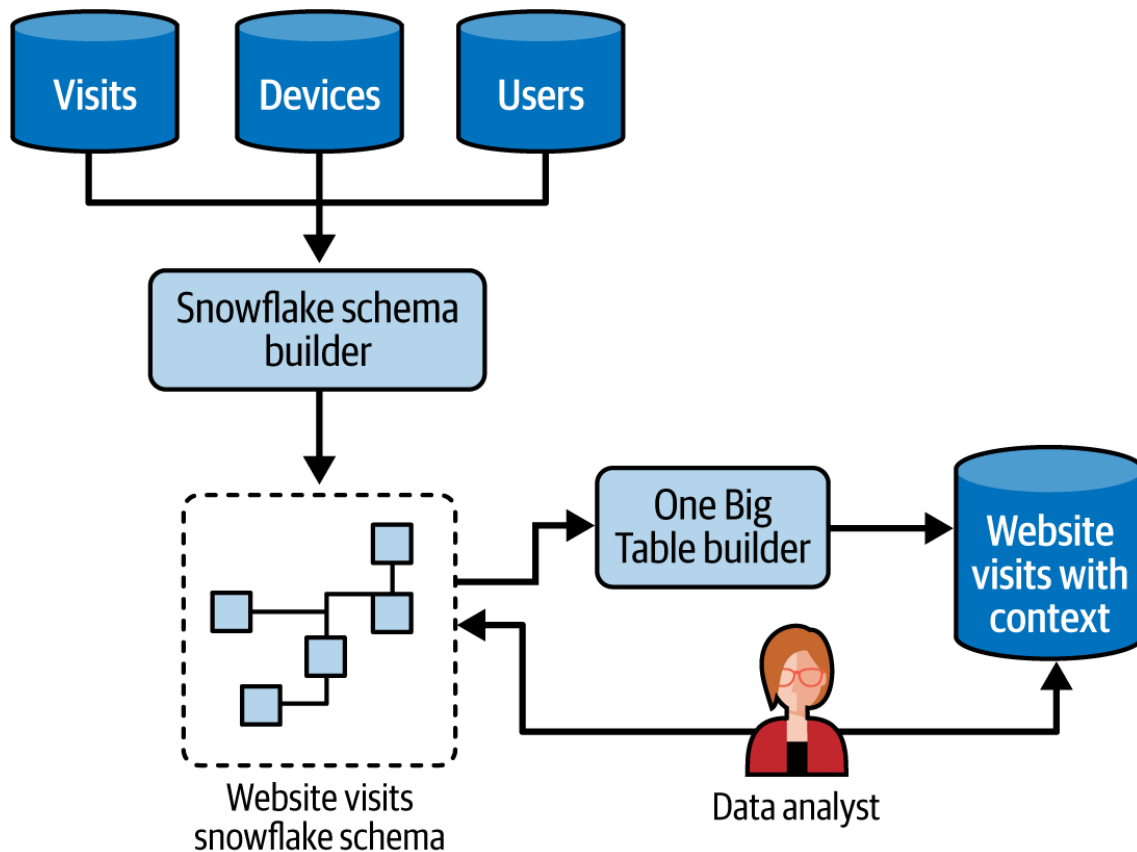 Visits
Devices
Users
Snowflake schema
builder
One Big
Table builder
Website
visits with
context
Website visits
snowflake schema
Data analyst